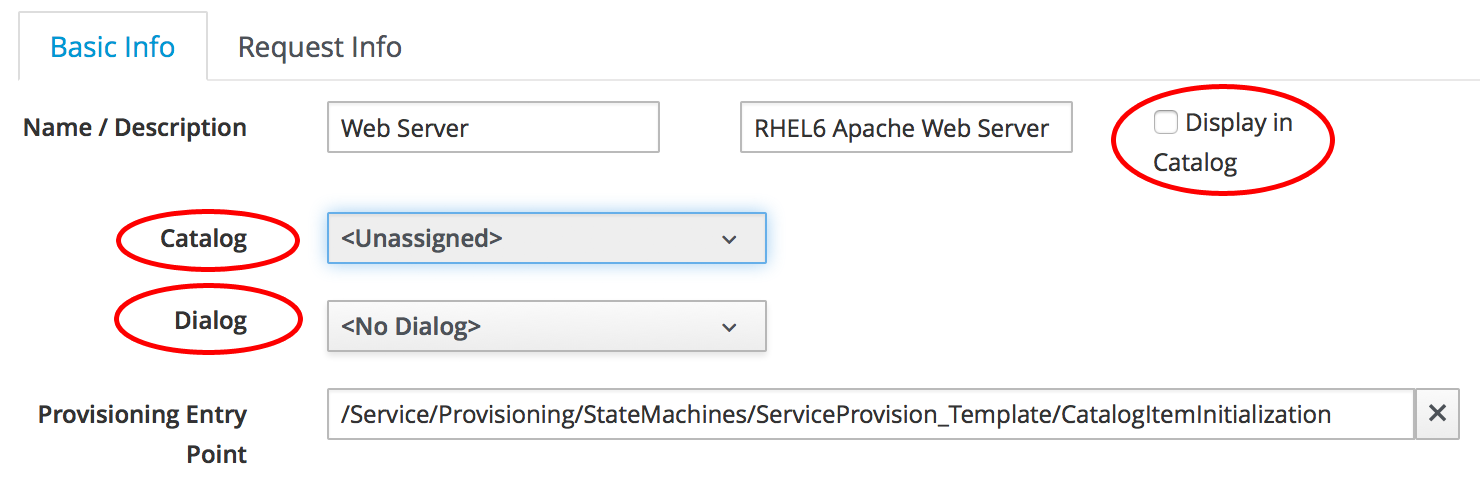 Basic Info
Request Info
Name / Description
Web Server
RHEL6 Apache Web Server
Display in
Catalog
Catalog
<Unassigned>
Dialog
<No Dialog>
Provisioning Entry
Point
/Service/Provisioning/StateMachines/ServiceProvision_Template/CatalogItemInitialization